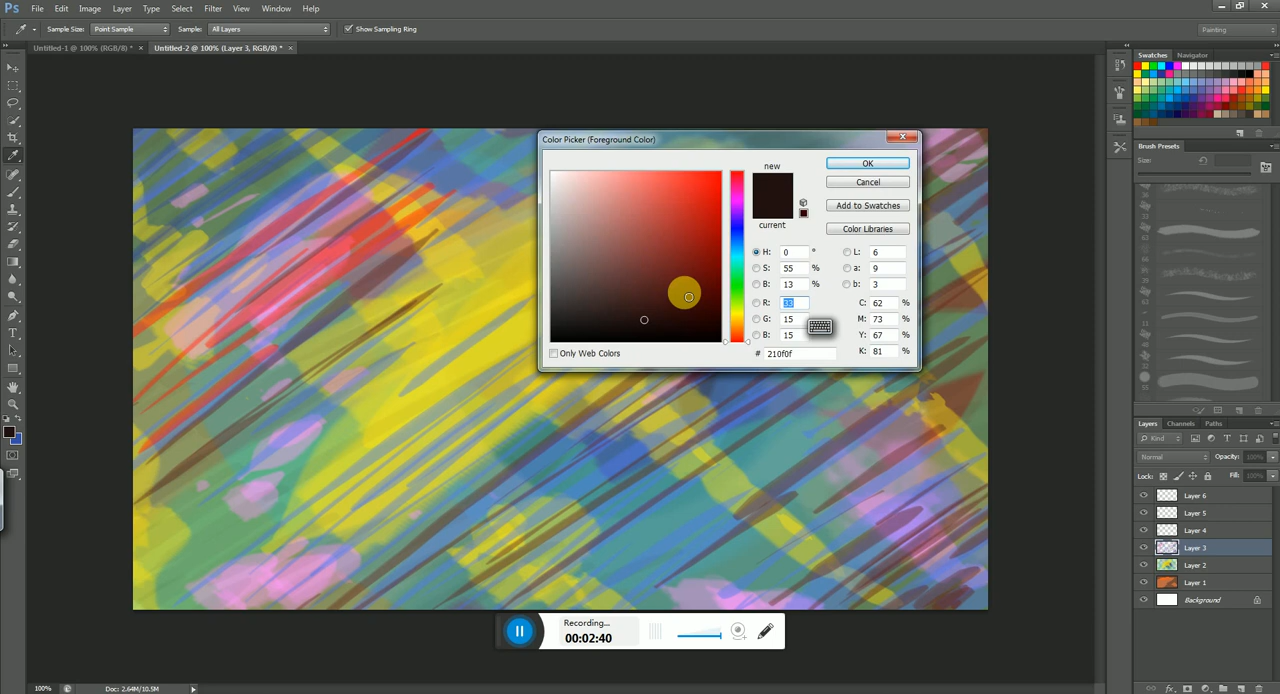 Ps File Edit Image Layer Type Select Filter View Window Help
Sample Size: Point Sample Sample: All Layers Show Sampling Ring Painting
Untitled-1 @ 100% (RGB/8) * × Untitled-2 @ 100% (Layer 3, RGB/8) * ×
Swatches Navigator
Brush Presets
Size:
Color Picker (Foreground Color)
new
current
OK
Cancel
Add to Swatches
Color Libraries
H: 0 ° L: 6
S: 55 % a: 9
B: 13 % b: 3
R: 33 C: 62 %
G: 15 M: 73 %
B: 15 Y: 67 %
# 210f0f K: 81 %
Only Web Colors
Layers Channels Paths
Kind
Normal Opacity: 100%
Lock: Fill: 100%
Layer 6
Layer 5
Layer 4
Layer 3
Layer 2
Layer 1
Background
Recording...
00:02:40
100% Doc: 2.64M/10.5M